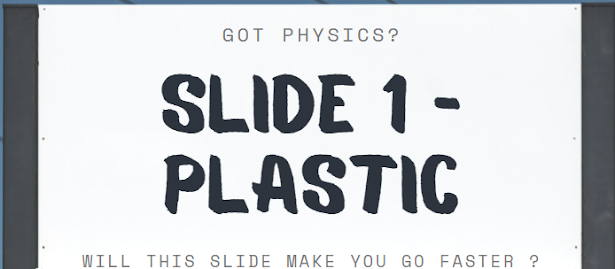 GOT PHYSICS?
SLIDE 1 -
PLASTIC
WILL THIS SLIDE MAKE YOU GO FASTER ?